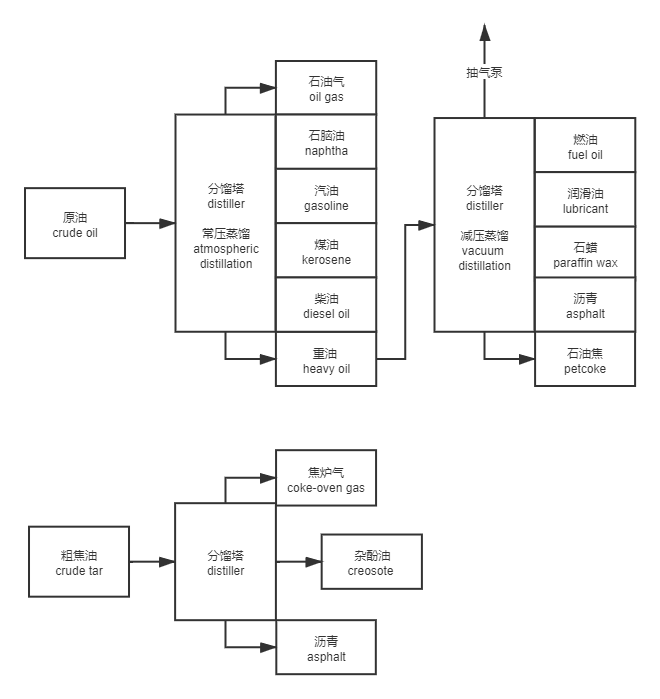 原油
crude oil
分馏塔
distiller
常压蒸馏
atmospheric
distillation
石油气
oil gas
石脑油
naphtha
汽油
gasoline
煤油
kerosene
柴油
diesel oil
重油
heavy oil
抽气泵
分馏塔
distiller
减压蒸馏
vacuum
distillation
燃油
fuel oil
润滑油
lubricant
石蜡
paraffin wax
沥青
asphalt
石油焦
petcoke
粗焦油
crude tar
分馏塔
distiller
焦炉气
coke-oven gas
杂酚油
creosote
沥青
asphalt